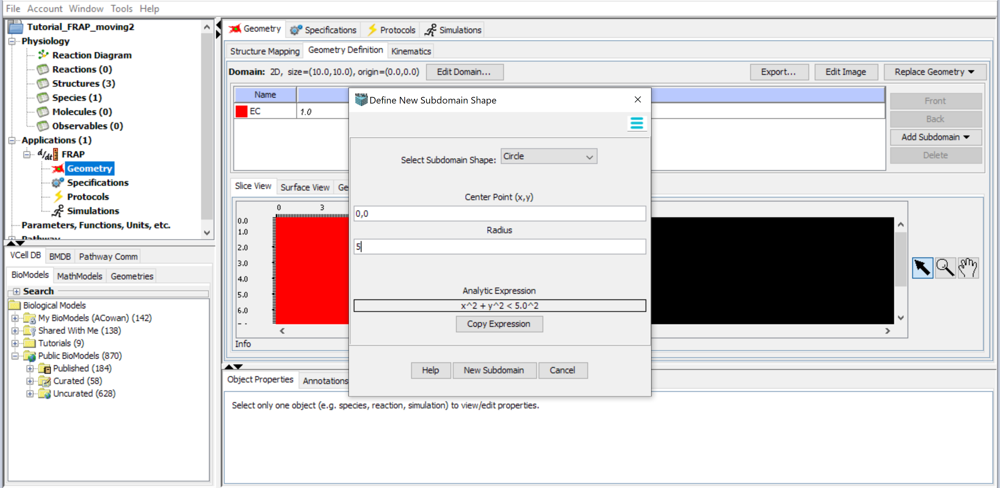 File Account Window Tools Help
Tutorial_FRAP_moving2
Physiology
Reaction Diagram
Reactions (0)
Structures (3)
Species (1)
Molecules (0)
Observables (0)
Applications (1)
d/dt FRAP
Geometry
Specifications
Protocols
Simulations
Parameters, Functions, Units, etc.
Pathway
VCell DB BMDB Pathway Comm
BioModels MathModels Geometries
Search
Biological Models
My BioModels (ACowan) (142)
Shared With Me (138)
Tutorials (9)
Public BioModels (870)
Published (184)
Curated (58)
Uncurated (628)
Geometry Specifications Protocols Simulations
Structure Mapping Geometry Definition Kinematics
Domain: 2D, size=(10.0,10.0), origin=(0.0,0.0) Edit Domain... Export... Edit Image Replace Geometry
Name
EC 1.0
Front
Back
Add Subdomain
Delete
Slice View Surface View Ge
0 3
0.0
1.0
2.0
3.0
4.0
5.0
6.0
Info
Define New Subdomain Shape
Select Subdomain Shape: Circle
Center Point (x,y)
0,0
Radius
5
Analytic Expression
x^2 + y^2 < 5.0^2
Copy Expression
Help New Subdomain Cancel
Object Properties Annotations
Select only one object (e.g. species, reaction, simulation) to view/edit properties.